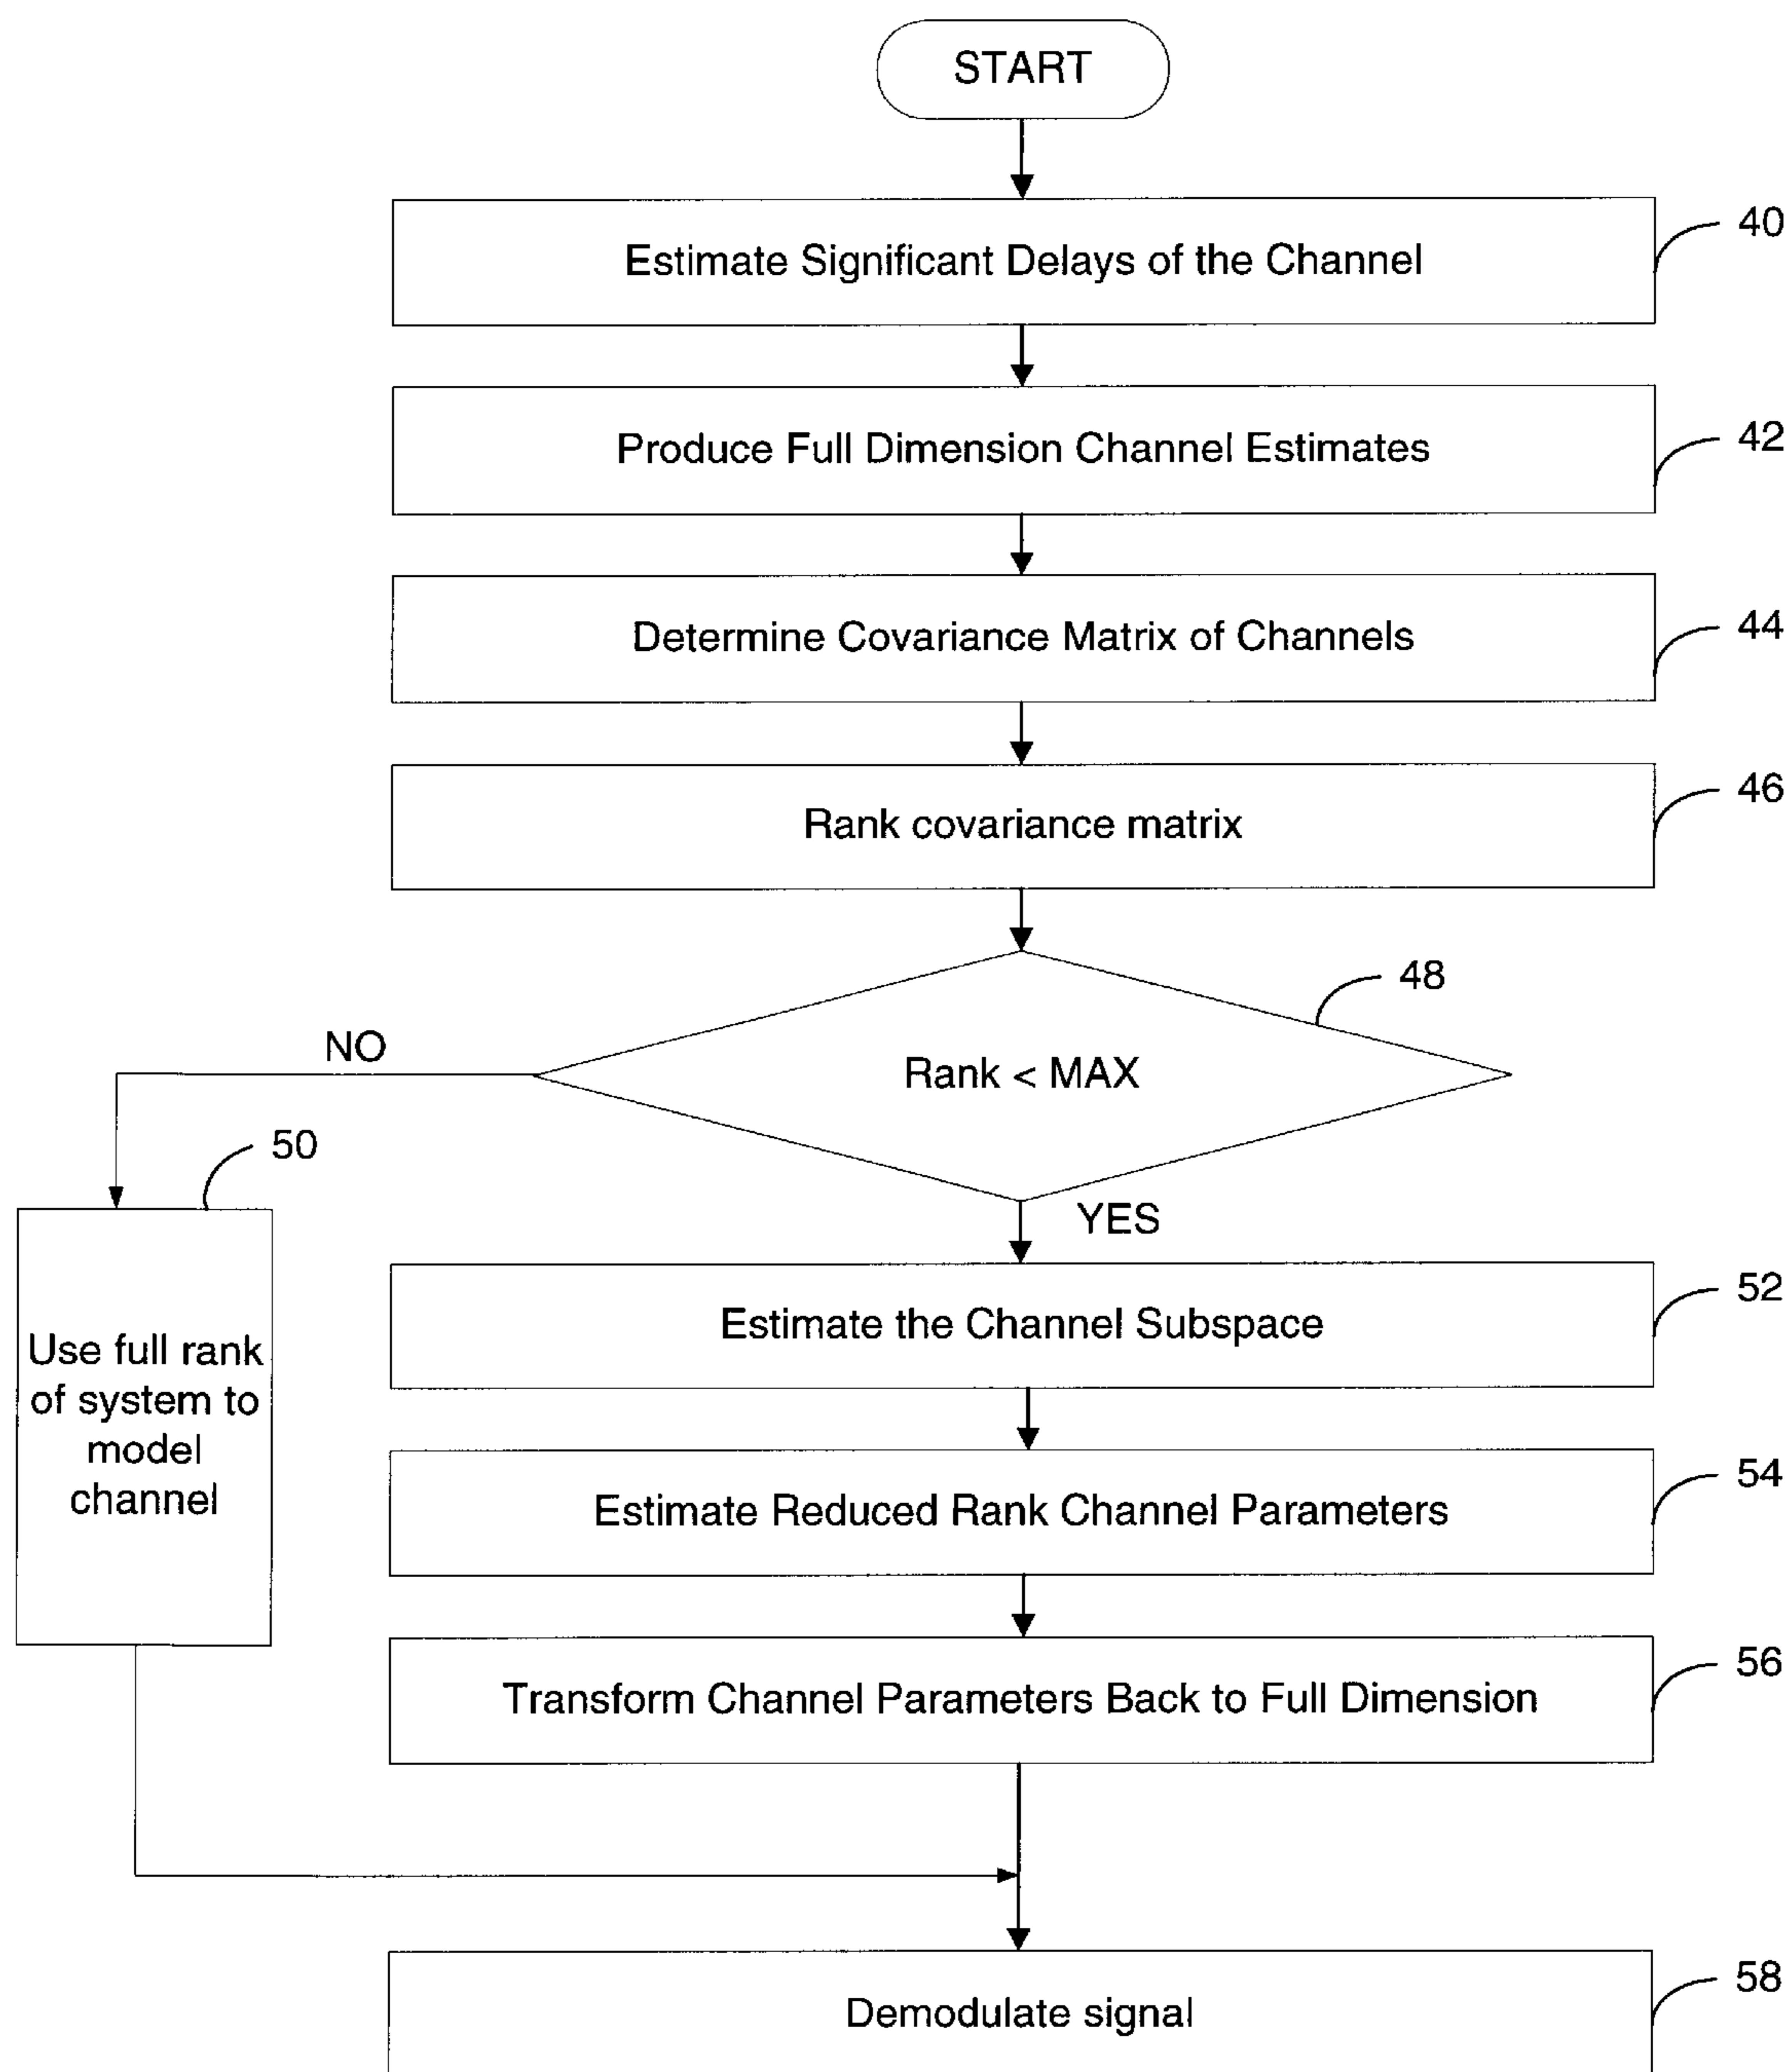 START
Estimate Significant Delays of the Channel
40
Produce Full Dimension Channel Estimates
42
Determine Covariance Matrix of Channels
44
Rank covariance matrix
46
48
Rank < MAX
NO
50
YES
Use full rank
of system to
model
channel
Estimate the Channel Subspace
52
Estimate Reduced Rank Channel Parameters
54
Transform Channel Parameters Back to Full Dimension
56
Demodulate signal
58